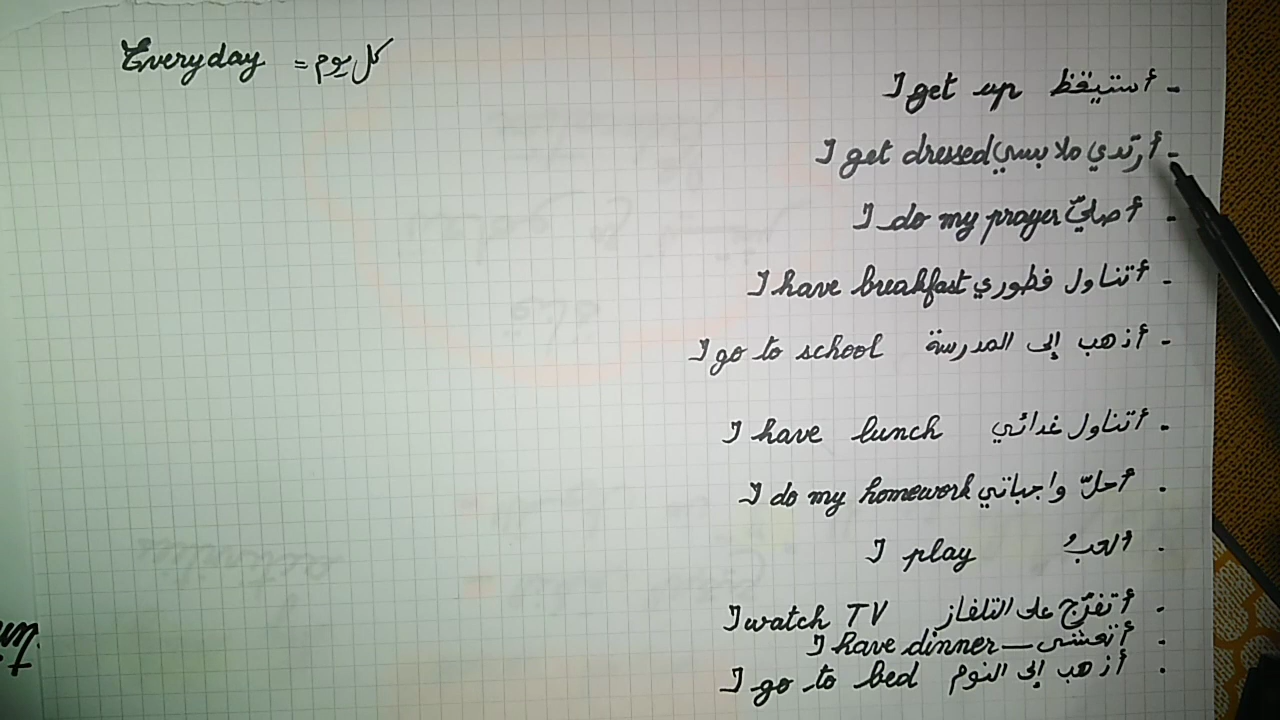 Everyday = كل يوم
- أستيقظ I get up
- أرتدي ملابسي I get dressed
- أصليّ I do my prayer
- أتناول فطوري I have breakfast
- أذهب إلى المدرسة I go to school
- أتناول غدائي I have lunch
- أحلّ واجباتي I do my homework
- ألعبُ I play
- أتفرّج على التلفاز I watch TV
- أتعشى — I have dinner
- أذهب إلى النوم I go to bed